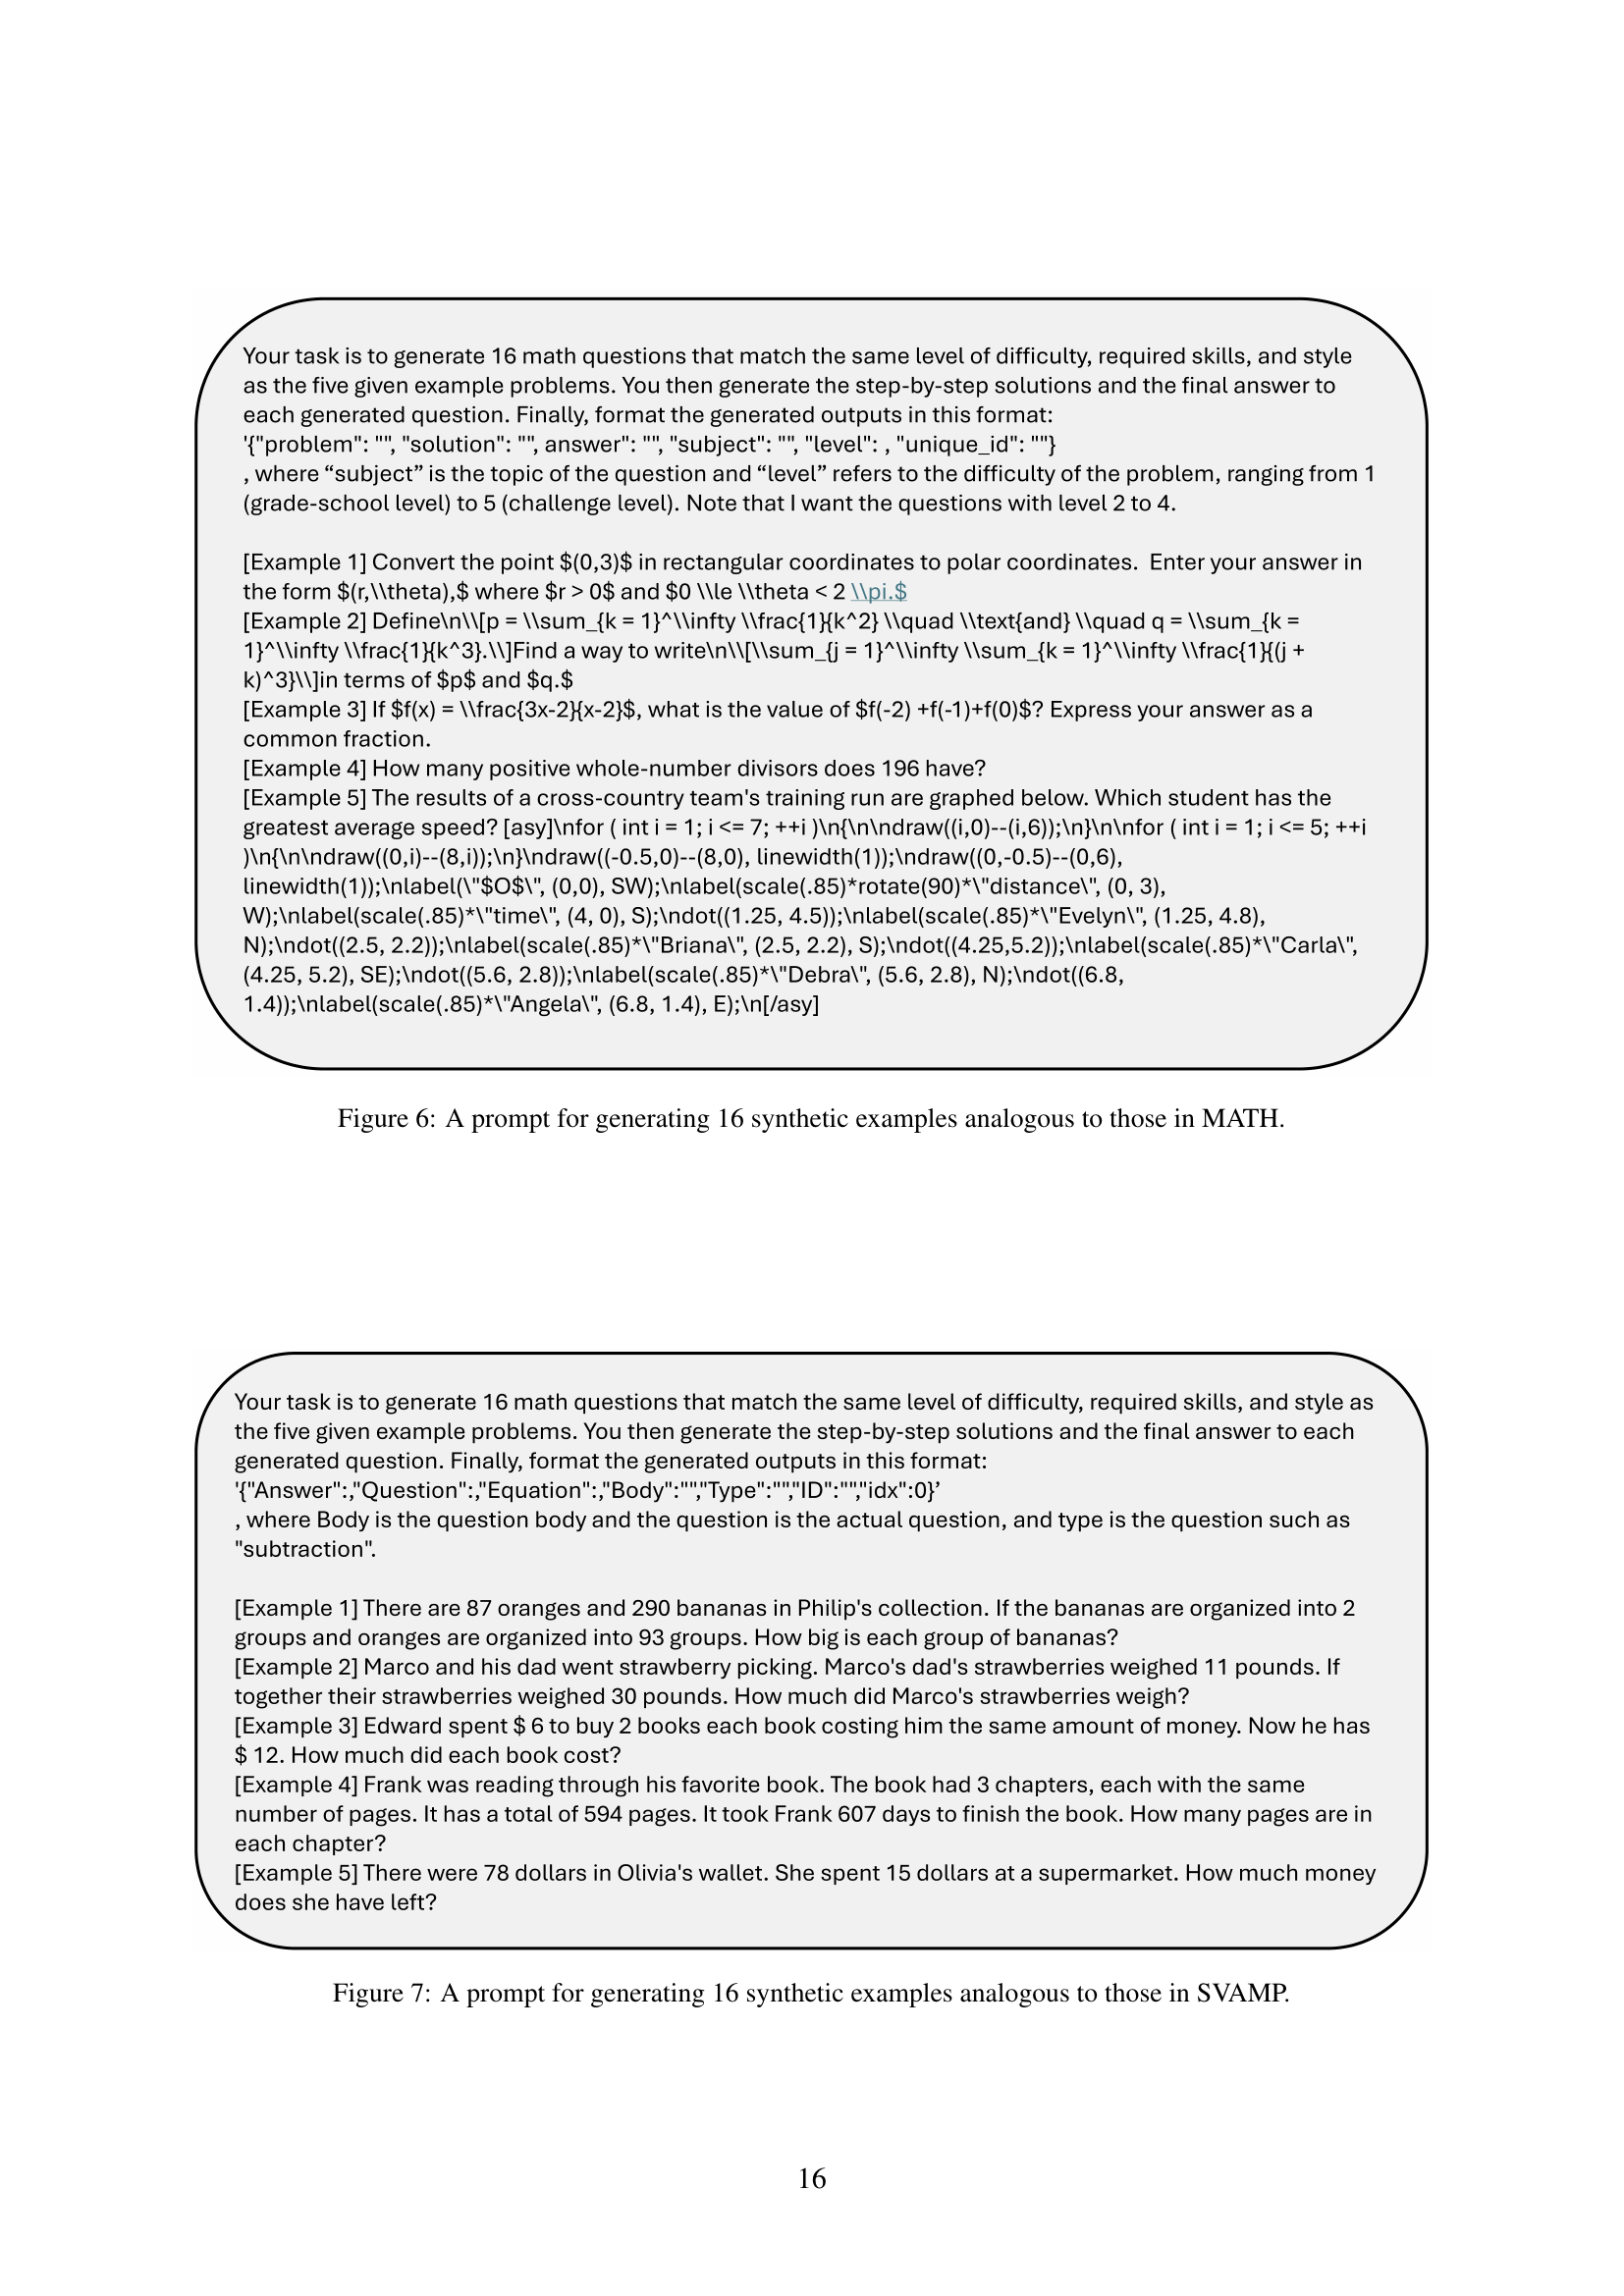 Your task is to generate 16 math questions that match the same level of difficulty, required skills, and style
as the five given example problems. You then generate the step-by-step solutions and the final answer to
each generated question. Finally, format the generated outputs in this format:
'{"problem": "", "solution": "", answer": "", "subject": "", "level": , "unique_id": ""}
, where “subject” is the topic of the question and “level” refers to the difficulty of the problem, ranging from 1
(grade-school level) to 5 (challenge level). Note that I want the questions with level 2 to 4.
[Example 1] Convert the point $(0,3)$ in rectangular coordinates to polar coordinates.  Enter your answer in
the form $(r,\\theta),$ where $r > 0$ and $0 \\le \\theta < 2 \\pi.$
[Example 2] Define\n\\[p = \\sum_{k = 1}^\\infty \\frac{1}{k^2} \\quad \\text{and} \\quad q = \\sum_{k =
1}^\\infty \\frac{1}{k^3}.\\]Find a way to write\n\\[\\sum_{j = 1}^\\infty \\sum_{k = 1}^\\infty \\frac{1}{(j +
k)^3}\\]in terms of $p$ and $q.$
[Example 3] If $f(x) = \\frac{3x-2}{x-2}$, what is the value of $f(-2) +f(-1)+f(0)$? Express your answer as a
common fraction.
[Example 4] How many positive whole-number divisors does 196 have?
[Example 5] The results of a cross-country team's training run are graphed below. Which student has the
greatest average speed? [asy]\nfor ( int i = 1; i <= 7; ++i )\n{\n\ndraw((i,0)--(i,6));\n}\n\nfor ( int i = 1; i <= 5; ++i
)\n{\n\ndraw((0,i)--(8,i));\n}\ndraw((-0.5,0)--(8,0), linewidth(1));\ndraw((0,-0.5)--(0,6),
linewidth(1));\nlabel(\"$O$\", (0,0), SW);\nlabel(scale(.85)*rotate(90)*\"distance\", (0, 3),
W);\nlabel(scale(.85)*\"time\", (4, 0), S);\ndot((1.25, 4.5));\nlabel(scale(.85)*\"Evelyn\", (1.25, 4.8),
N);\ndot((2.5, 2.2));\nlabel(scale(.85)*\"Briana\", (2.5, 2.2), S);\ndot((4.25,5.2));\nlabel(scale(.85)*\"Carla\",
(4.25, 5.2), SE);\ndot((5.6, 2.8));\nlabel(scale(.85)*\"Debra\", (5.6, 2.8), N);\ndot((6.8,
1.4));\nlabel(scale(.85)*\"Angela\", (6.8, 1.4), E);\n[/asy]
Figure 6: A prompt for generating 16 synthetic examples analogous to those in MATH.
Your task is to generate 16 math questions that match the same level of difficulty, required skills, and style as
the five given example problems. You then generate the step-by-step solutions and the final answer to each
generated question. Finally, format the generated outputs in this format:
'{"Answer":,"Question":,"Equation":,"Body":"","Type":"","ID":"","idx":0}’
, where Body is the question body and the question is the actual question, and type is the question such as
"subtraction".
[Example 1] There are 87 oranges and 290 bananas in Philip's collection. If the bananas are organized into 2
groups and oranges are organized into 93 groups. How big is each group of bananas?
[Example 2] Marco and his dad went strawberry picking. Marco's dad's strawberries weighed 11 pounds. If
together their strawberries weighed 30 pounds. How much did Marco's strawberries weigh?
[Example 3] Edward spent $ 6 to buy 2 books each book costing him the same amount of money. Now he has
$ 12. How much did each book cost?
[Example 4] Frank was reading through his favorite book. The book had 3 chapters, each with the same
number of pages. It has a total of 594 pages. It took Frank 607 days to finish the book. How many pages are in
each chapter?
[Example 5] There were 78 dollars in Olivia's wallet. She spent 15 dollars at a supermarket. How much money
does she have left?
Figure 7: A prompt for generating 16 synthetic examples analogous to those in SVAMP.
16